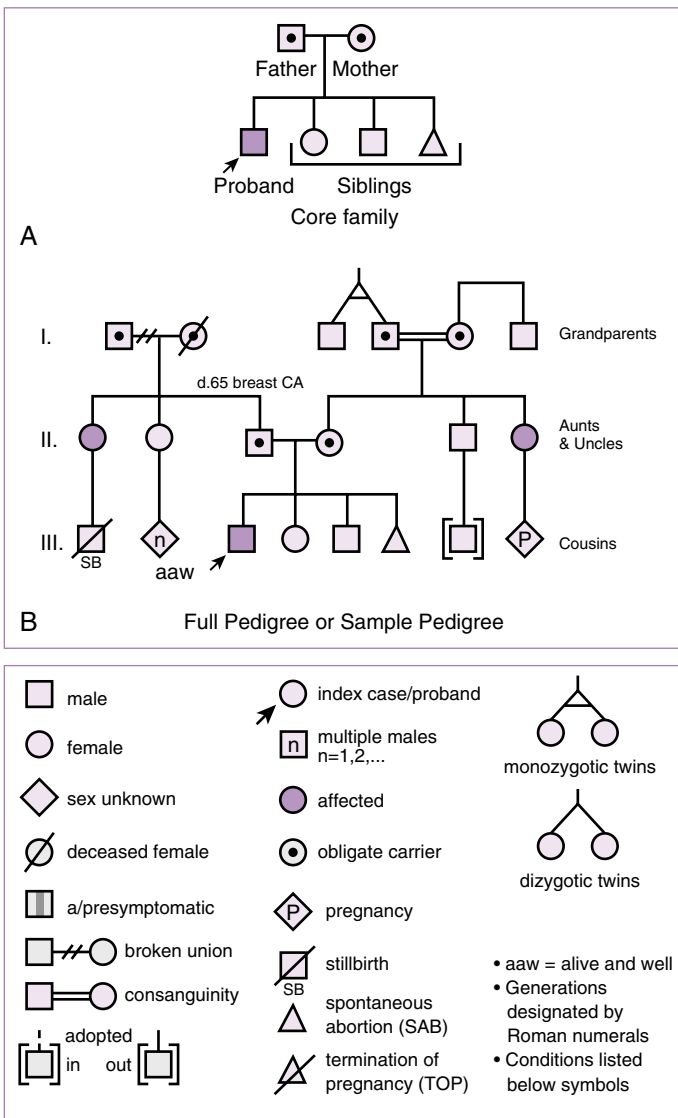 Father Mother
Proband Siblings
Core family
A
I. Grandparents
d.65 breast CA
II. Aunts
& Uncles
III. SB n P Cousins
aaw
B Full Pedigree or Sample Pedigree
male
female
sex unknown
deceased female
a/presymptomatic
broken union
consanguinity
adopted
in out
index case/proband
n multiple males
n=1,2,...
affected
obligate carrier
P pregnancy
stillbirth
SB
spontaneous
abortion (SAB)
termination of
pregnancy (TOP)
monozygotic twins
dizygotic twins
• aaw = alive and well
• Generations
designated by
Roman numerals
• Conditions listed
below symbols